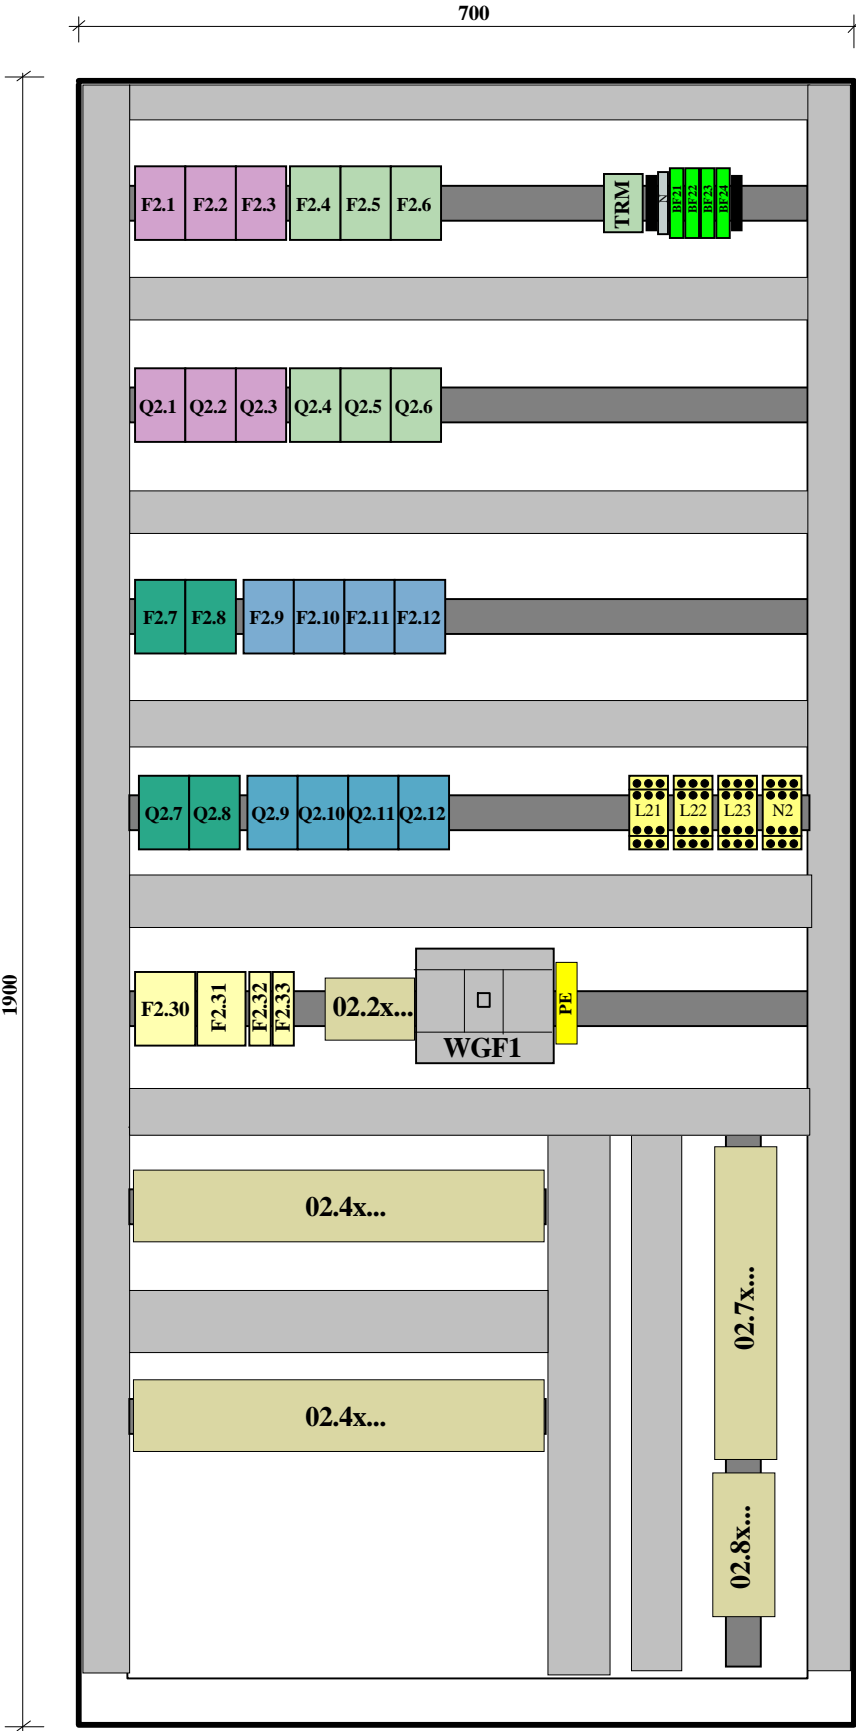 700
F2.1 F2.2 F2.3 F2.4 F2.5 F2.6 TRM N BF21 BF22 BF23 BF24
Q2.1 Q2.2 Q2.3 Q2.4 Q2.5 Q2.6
F2.7 F2.8 F2.9 F2.10 F2.11 F2.12
Q2.7 Q2.8 Q2.9 Q2.10 Q2.11 Q2.12 L21 L22 L23 N2
1900
F2.30 F2.31 F2.32 F2.33 02.2x... WGF1 PE
02.4x...
02.7x...
02.4x...
02.8x...